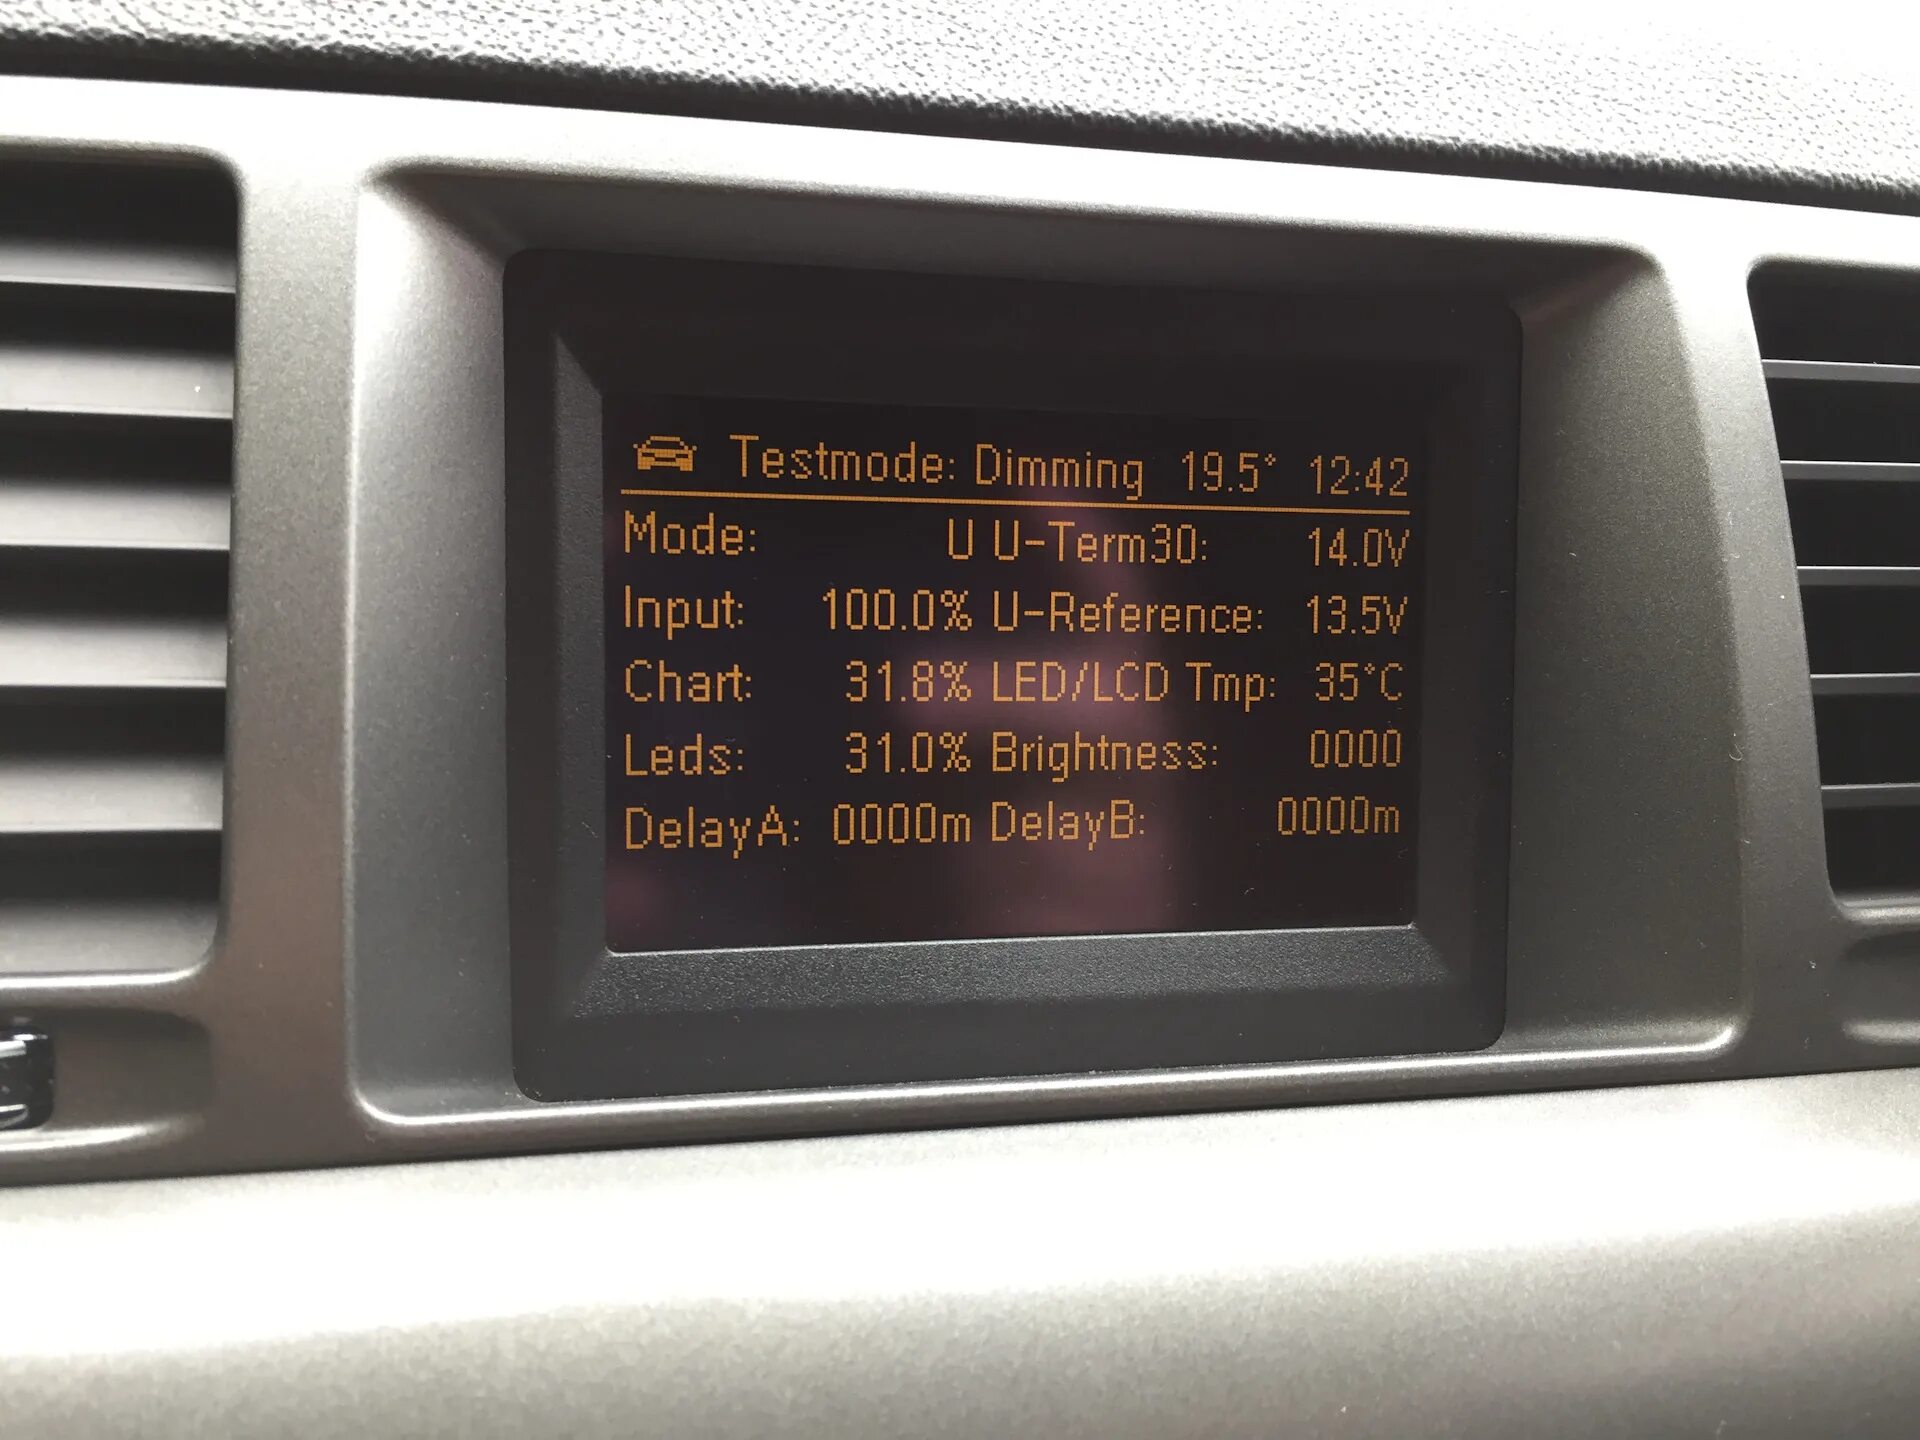 Testmode: Dimming 19.5° 12:42
Mode: U U-Term30: 14.0V
Input: 100.0% U-Reference: 13.5V
Chart: 31.8% LED/LCD Tmp: 35°C
Leds: 31.0% Brightness: 0000
DelayA: 0000m DelayB: 0000m